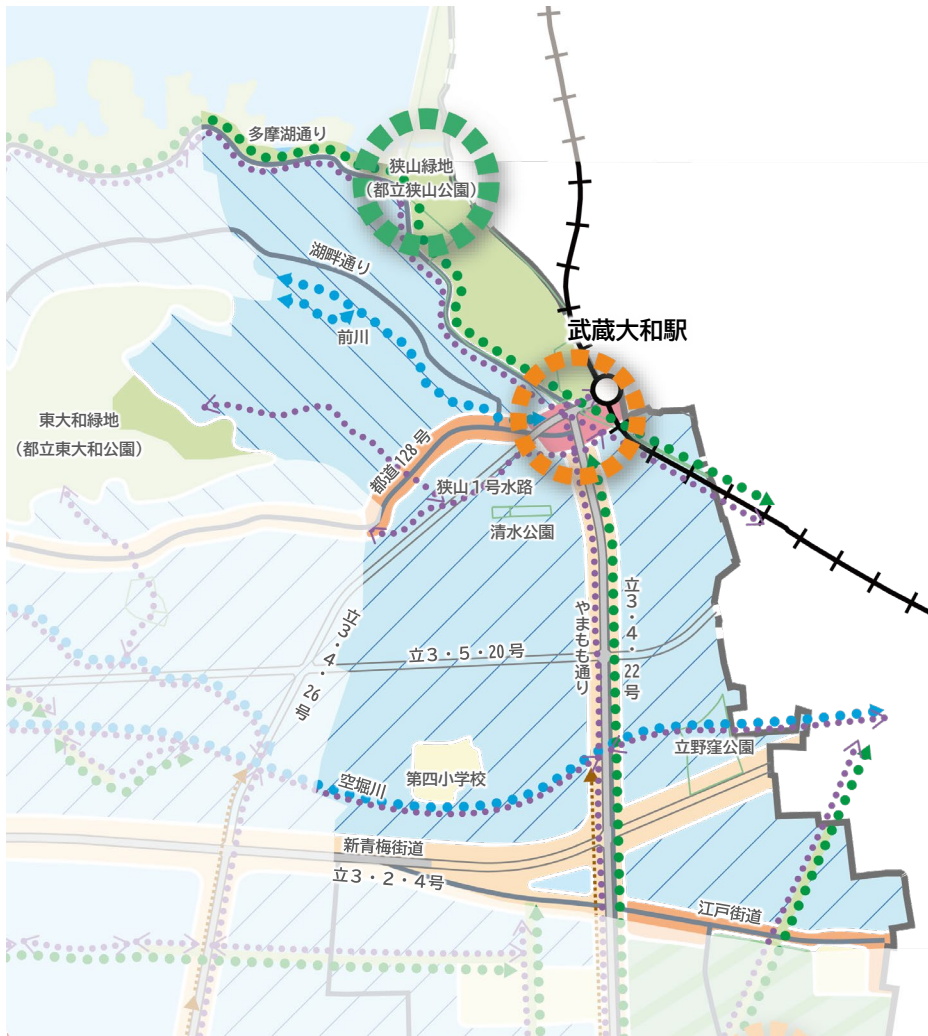 多摩湖通り
狭山緑地
（都立狭山公園）
湖畔通り
前川
武蔵大和駅
東大和緑地
（都立東大和公園）
都道128号
狭山1号水路
清水公園
やまもも通り
立3・4・22号
立3・4・26号
立3・5・20号
立野窪公園
第四小学校
空堀川
新青梅街道
立3・2・4号
江戸街道